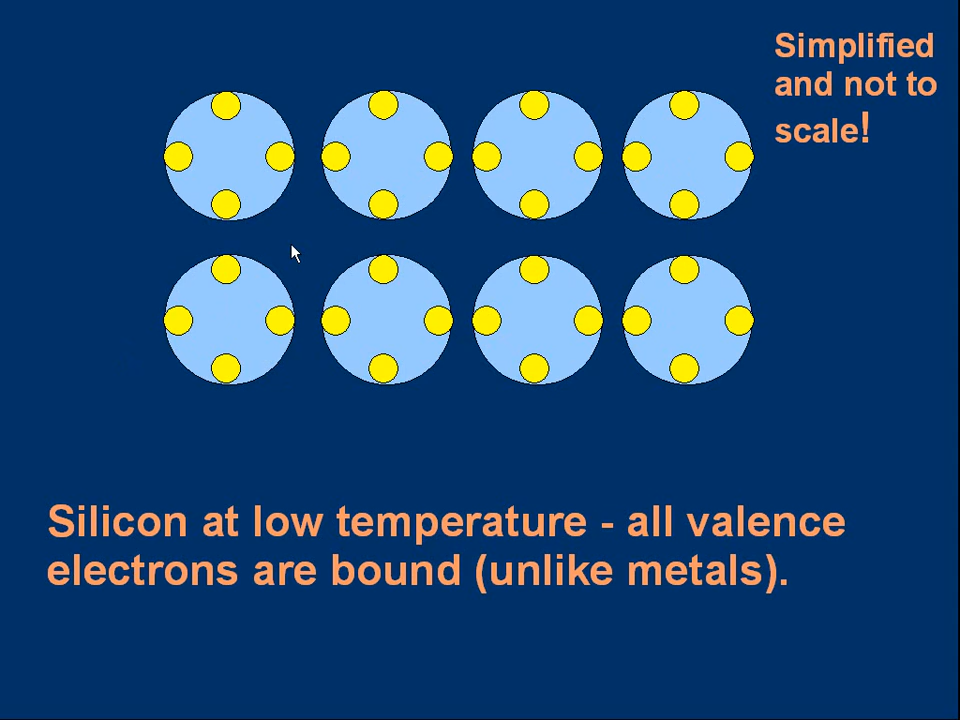 Simplified
and not to
scale!
Silicon at low temperature - all valence
electrons are bound (unlike metals).